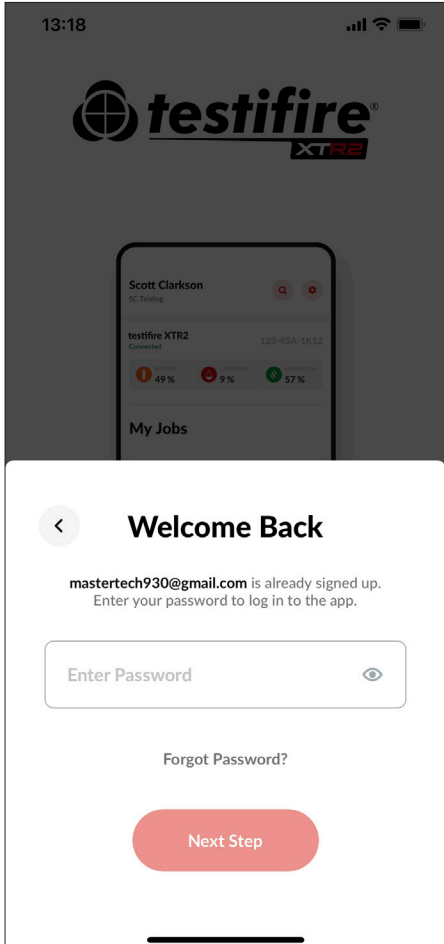 13:18
testifire®
XTR2
Scott Clarkson
SC Testing
testifire XTR2
Connected
123-45A-1K12
49 %
9 %
57 %
My Jobs
Welcome Back
mastertech930@gmail.com is already signed up.
Enter your password to log in to the app.
Enter Password
Forgot Password?
Next Step